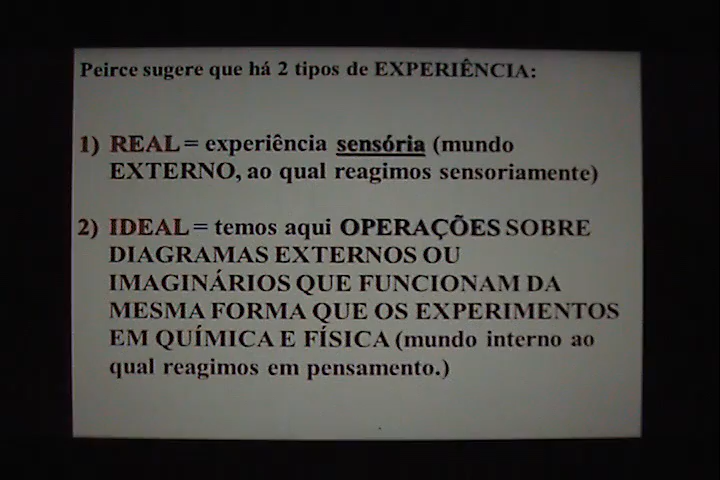 Peirce sugere que há 2 tipos de EXPERIÊNCIA:
1) REAL = experiência sensória (mundo
EXTERNO, ao qual reagimos sensoriamente)
2) IDEAL = temos aqui OPERAÇÕES SOBRE
DIAGRAMAS EXTERNOS OU
IMAGINÁRIOS QUE FUNCIONAM DA
MESMA FORMA QUE OS EXPERIMENTOS
EM QUÍMICA E FÍSICA (mundo interno ao
qual reagimos em pensamento.)